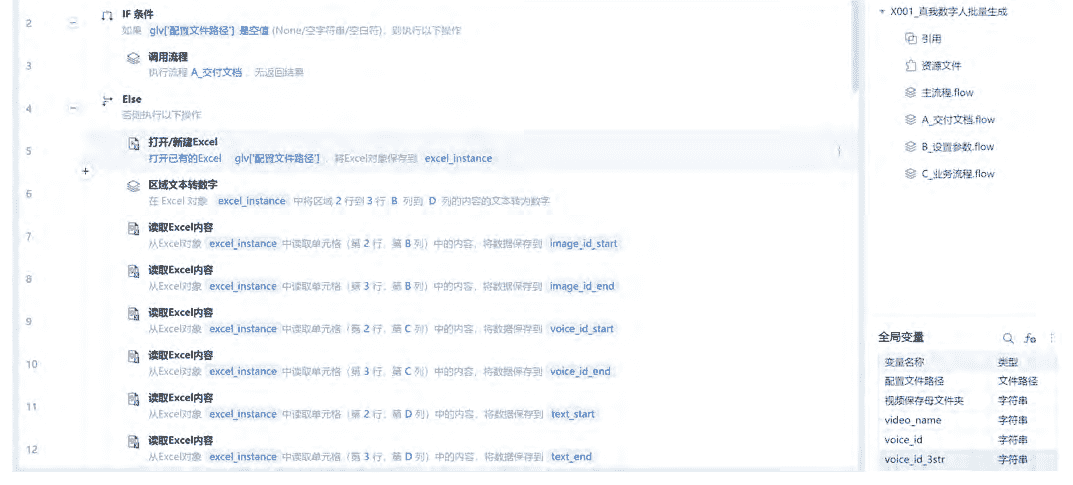 2
IF 条件
如果 glv['配置文件路径'] 是空值 (None/空字符串/空白符)，则执行以下操作
3
调用流程
执行流程 A_交付文档 ，无返回结果
4
Else
否则执行以下操作
5
打开/新建Excel
打开已有的Excel glv['配置文件路径'] ，将Excel对象保存到 excel_instance
6
区域文本转数字
在 Excel 对象 excel_instance 中将区域 2 行到 3 行 B 列到 D 列的内容的文本转为数字
7
读取Excel内容
从Excel对象 excel_instance 中读取单元格（第 2 行，第 B 列）中的内容，将数据保存到 image_id_start
8
读取Excel内容
从Excel对象 excel_instance 中读取单元格（第 3 行，第 B 列）中的内容，将数据保存到 image_id_end
9
读取Excel内容
从Excel对象 excel_instance 中读取单元格（第 2 行，第 C 列）中的内容，将数据保存到 voice_id_start
10
读取Excel内容
从Excel对象 excel_instance 中读取单元格（第 3 行，第 C 列）中的内容，将数据保存到 voice_id_end
11
读取Excel内容
从Excel对象 excel_instance 中读取单元格（第 2 行，第 D 列）中的内容，将数据保存到 text_start
12
读取Excel内容
从Excel对象 excel_instance 中读取单元格（第 3 行，第 D 列）中的内容，将数据保存到 text_end
X001_真我数字人批量生成
引用
资源文件
主流程.flow
A_交付文档.flow
B_设置参数.flow
C_业务流程.flow
全局变量
变量名称 类型
配置文件路径 文件路径
视频保存母文件夹 字符串
video_name 字符串
voice_id 字符串
voice_id_3str 字符串